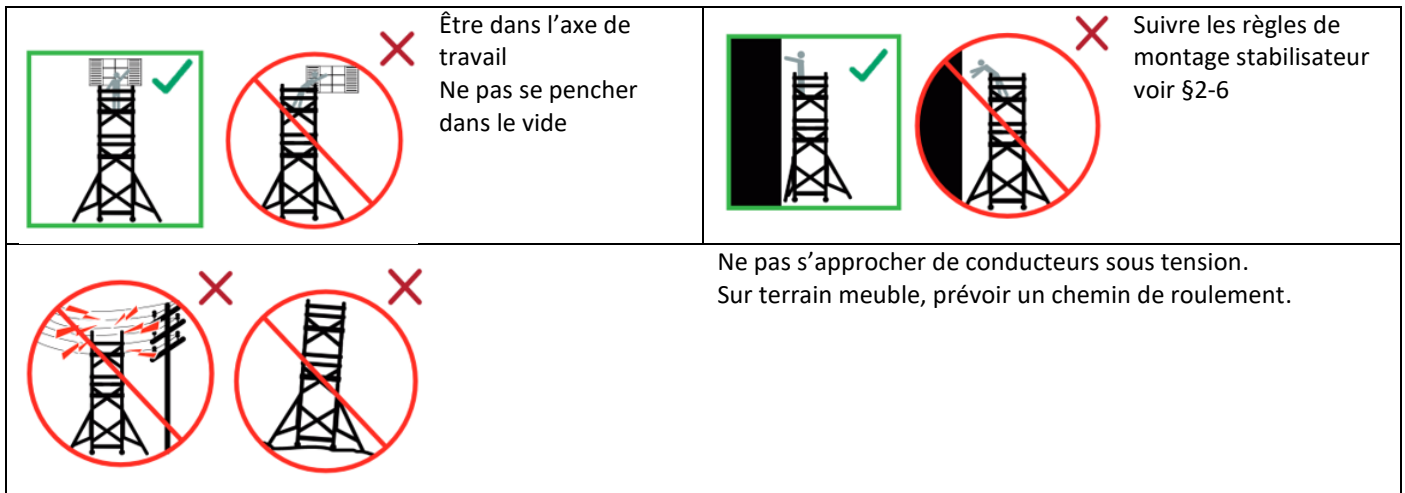 Être dans l’axe de
travail
Ne pas se pencher
dans le vide
Suivre les règles de
montage stabilisateur
voir §2-6
Ne pas s’approcher de conducteurs sous tension.
Sur terrain meuble, prévoir un chemin de roulement.